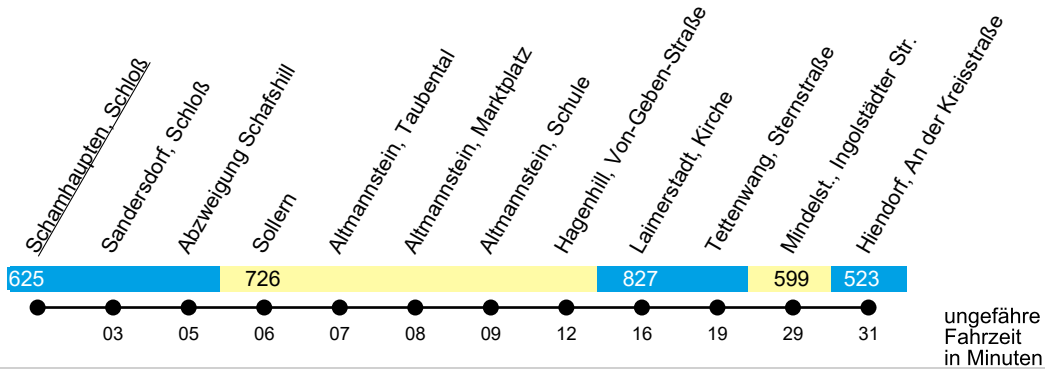 Schamhaupten, Schloß
Sandersdorf, Schloß
Abzweigung Schafshill
Sollern
Altmannstein, Taubental
Altmannstein, Marktplatz
Altmannstein, Schule
Hagenhill, Von-Geben-Straße
Laimerstadt, Kirche
Tettenwang, Sternstraße
Mindelst., Ingolstädter Str.
Hiendorf, An der Kreisstraße
625 726 827 599 523
03 05 06 07 08 09 12 16 19 29 31
ungefähre
Fahrzeit
in Minuten